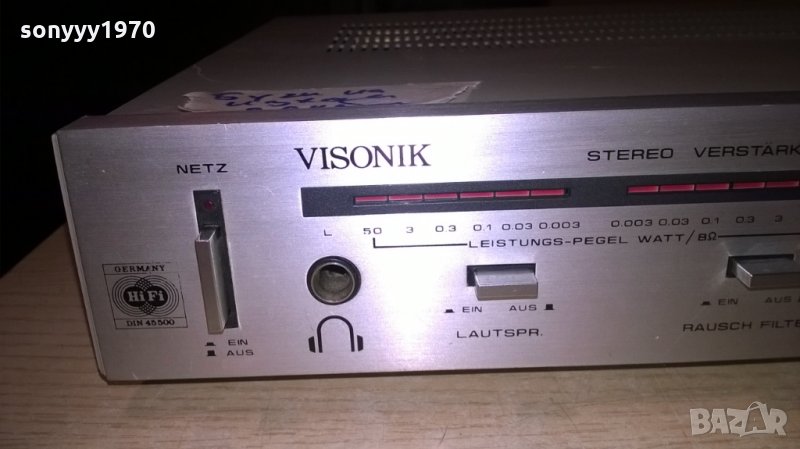 sonyyy1970
NETZ
VISONIK
STEREO VERSTÄRK
L 50 3 0.3 0.1 0.03 0.003
0.003 0.03 0.1 0.3 3
LEISTUNGS-PEGEL WATT/8Ω
GERMANY
HiFi
DIN 45500
EIN
AUS
EIN AUS
LAUTSPR.
EIN AUS
RAUSCH FILTE
BAZAR